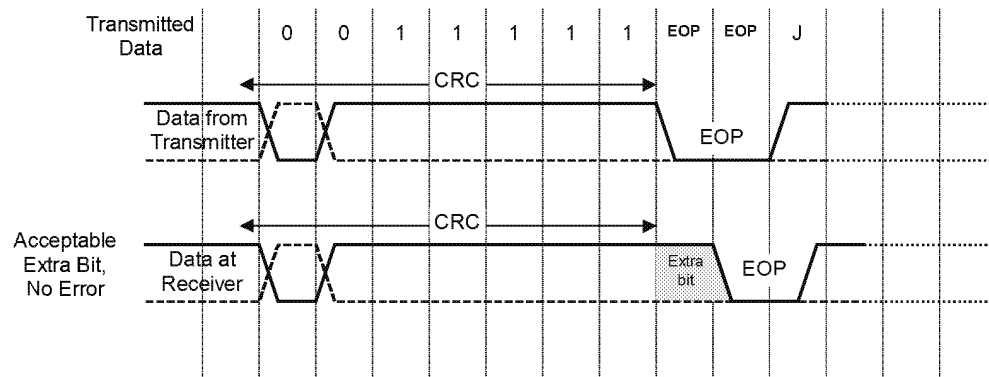 Transmitted
Data
0 0 1 1 1 1 1 EOP EOP J
CRC
Data from
Transmitter
EOP
CRC
Acceptable
Extra Bit,
No Error
Data at
Receiver
Extra
bit
EOP